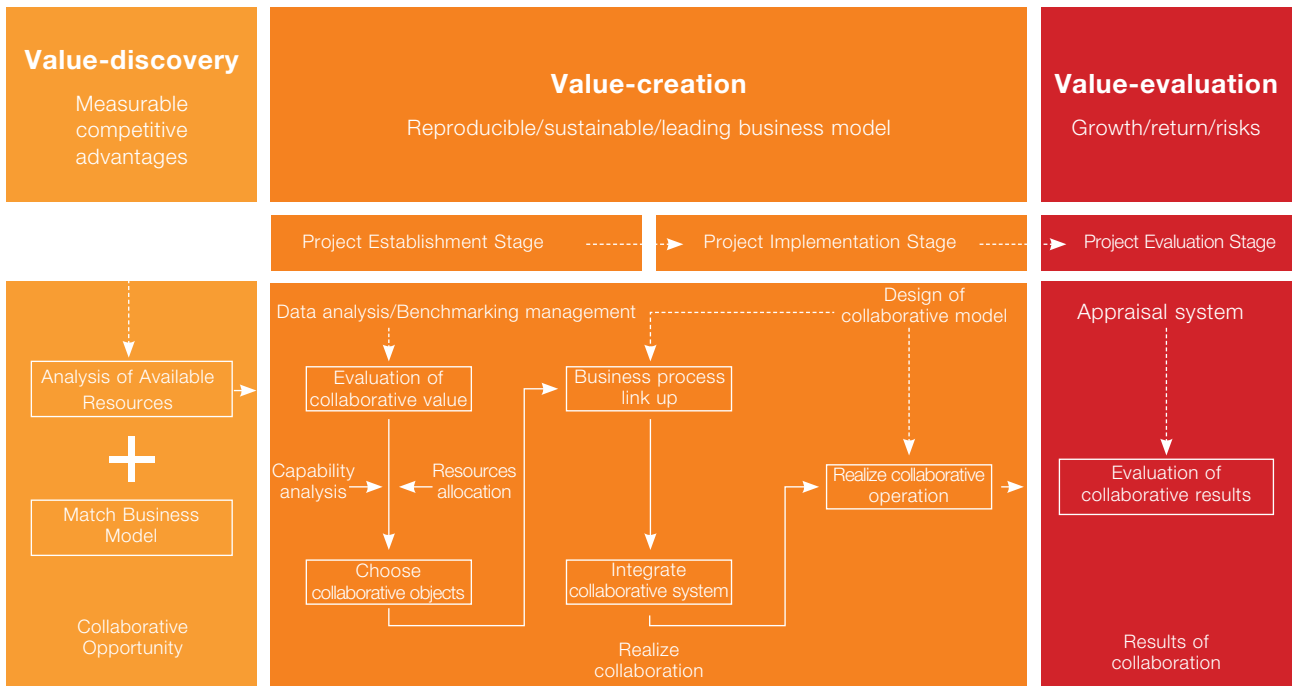 Value-discovery
Measurable
competitive
advantages
Value-creation
Reproducible/sustainable/leading business model
Value-evaluation
Growth/return/risks
Project Establishment Stage
Project Implementation Stage
Project Evaluation Stage
Analysis of Available
Resources
Match Business
Model
Collaborative
Opportunity
Data analysis/Benchmarking management
Evaluation of
collaborative value
Capability
analysis
Resources
allocation
Choose
collaborative objects
Design of
collaborative model
Business process
link up
Integrate
collaborative system
Realize collaborative
operation
Realize
collaboration
Appraisal system
Evaluation of
collaborative results
Results of
collaboration